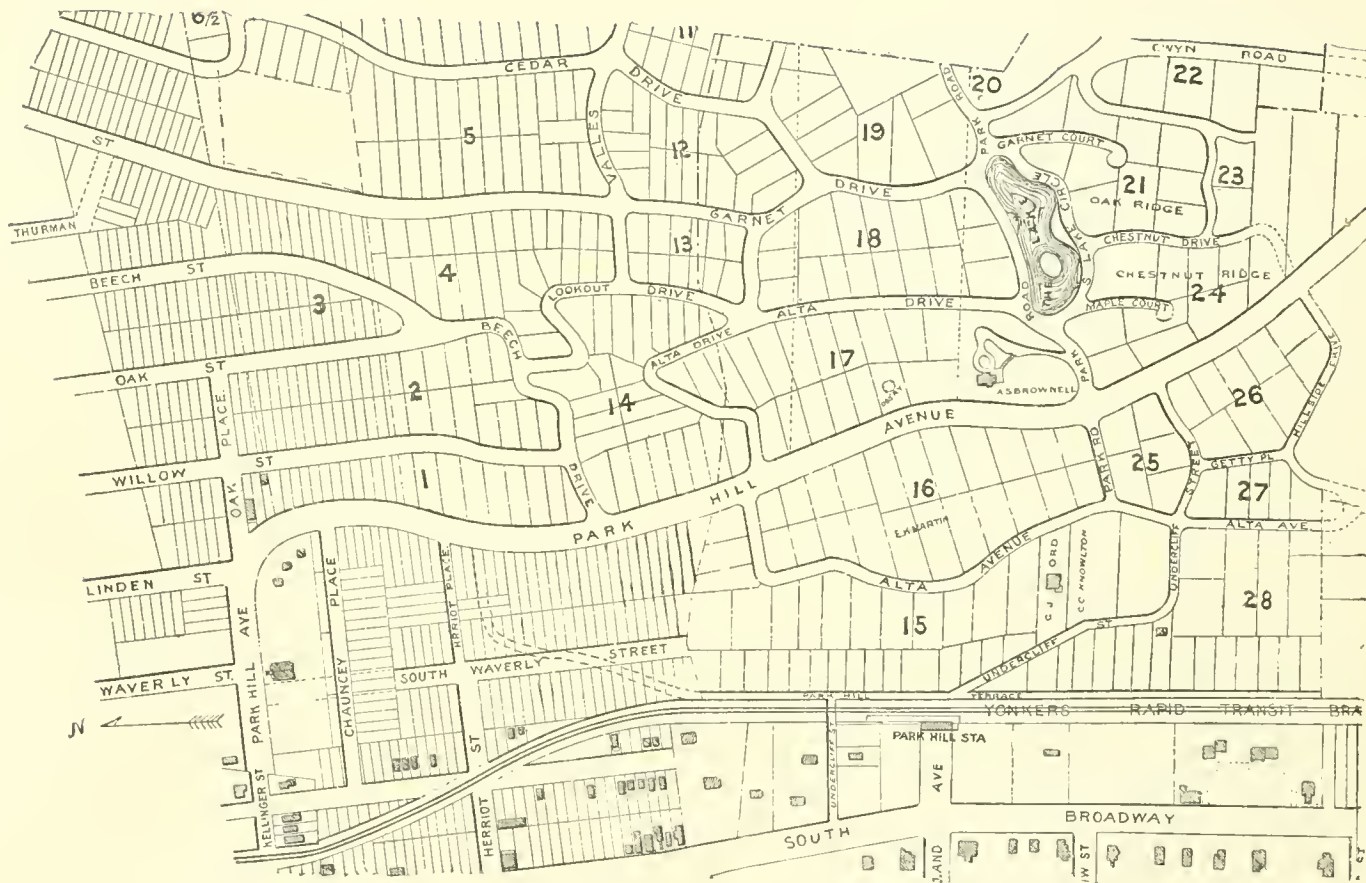 6½
11
GWYN ROAD
22
CEDAR DRIVE
20
PARK ROAD
19
5
VALLES
12
GARNET COURT
ST
21
OAK RIDGE
23
GARNET DRIVE
THE LAKE
LAKE CIRCLE
THURMAN
BEECH ST
13
18
CHESTNUT DRIVE
4
CHESTNUT RIDGE
24
3
LOOKOUT DRIVE
ALTA DRIVE
ROAD
S LAKE
MAPLE COURT
BEECH
ALTA DRIVE
17
PARK
OAK ST
A.S. BROWNELL
HILLSIDE DRIVE
2
14
26
OAK PLACE
AVENUE
WILLOW ST
PARK RD
25
STREET
GETTY PL
1
DRIVE
16
27
PARK HILL
E.K. MARTIN
ALTA AVE
LINDEN ST
CHAUNCEY PLACE
HERRIOT PLACE
ALTA AVENUE
C J ORD
C C KNOWLTON
UNDERCLIFF
28
15
PARK HILL AVE
UNDERCLIFF ST
WAVERLY ST
SOUTH WAVERLY STREET
PARK HILL TERRACE
N
YONKERS RAPID TRANSIT BRA
PARK HILL STA
UNDERCLIFF ST
KELLINGER ST
HERRIOT ST
AVE
SOUTH BROADWAY
LAND
W ST
ST